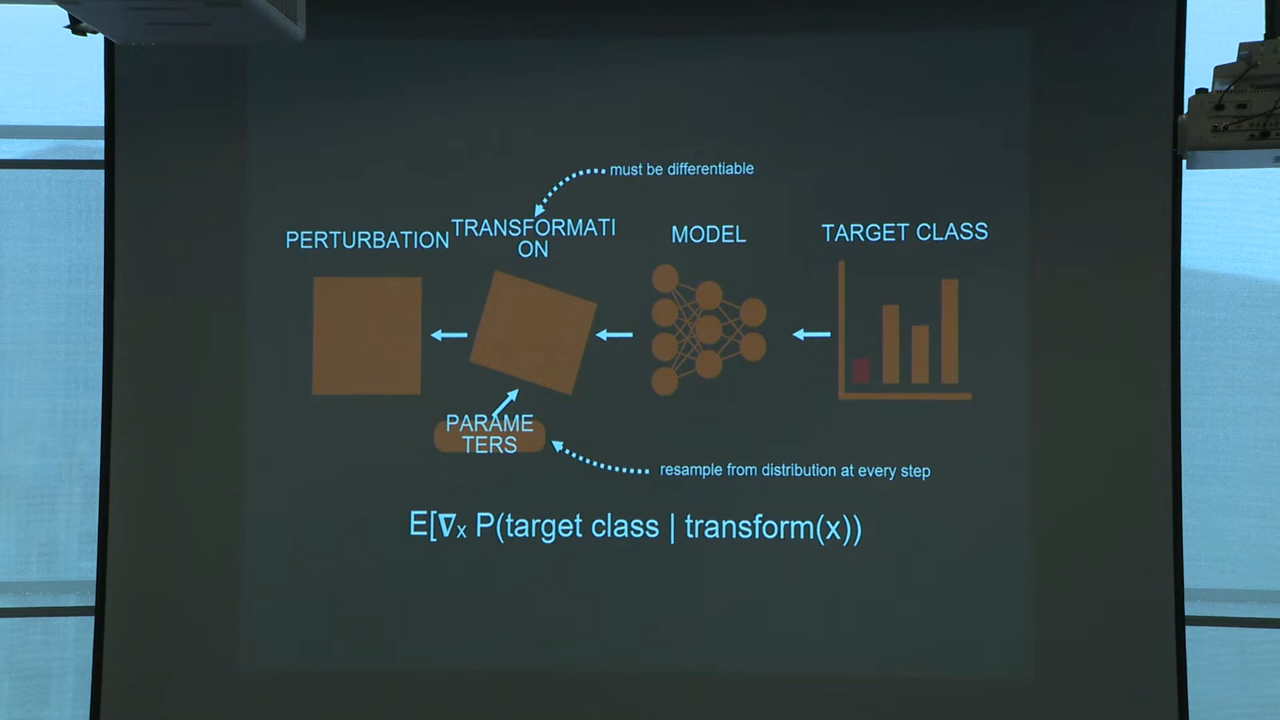 must be differentiable
PERTURBATION
TRANSFORMATI
ON
MODEL
TARGET CLASS
PARAME
TERS
resample from distribution at every step
E[∇x P(target class | transform(x))